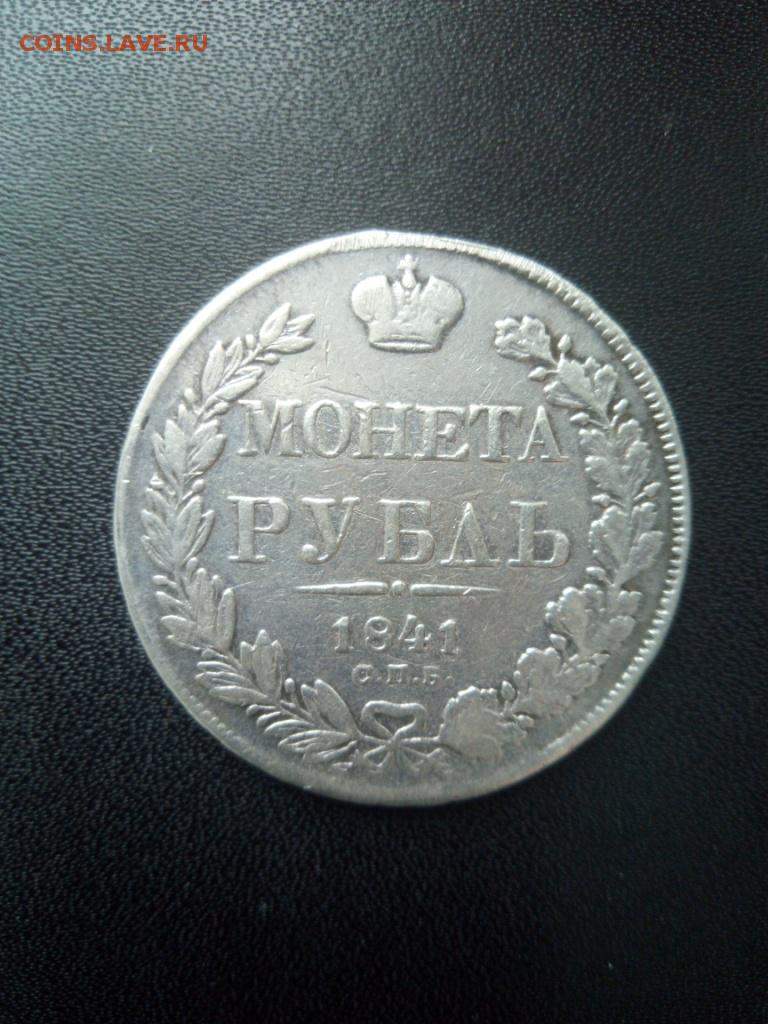 COINS.LAVE.RU
МОНЕТА
РУБЛЬ
1841
С.П.Б.